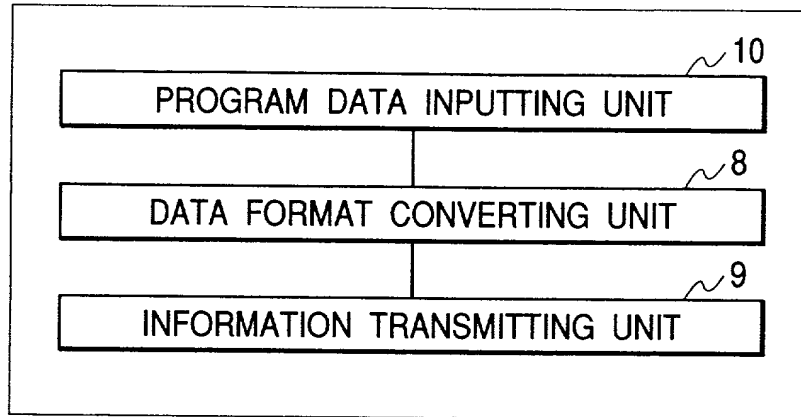 10
PROGRAM DATA INPUTTING UNIT
8
DATA FORMAT CONVERTING UNIT
9
INFORMATION TRANSMITTING UNIT